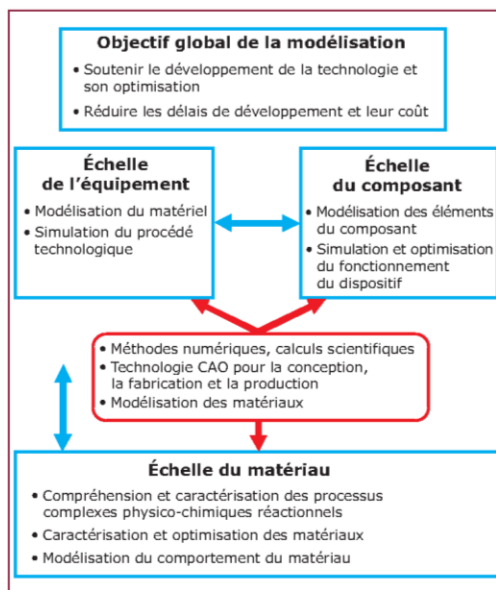 Objectif global de la modélisation
• Soutenir le développement de la technologie et
son optimisation
• Réduire les délais de développement et leur coût
Échelle
de l'équipement
• Modélisation du matériel
• Simulation du procédé
technologique
Échelle
du composant
• Modélisation des éléments
du composant
• Simulation et optimisation
du fonctionnement
du dispositif
• Méthodes numériques, calculs scientifiques
• Technologie CAO pour la conception,
la fabrication et la production
• Modélisation des matériaux
Échelle du matériau
• Compréhension et caractérisation des processus
complexes physico-chimiques réactionnels
• Caractérisation et optimisation des matériaux
• Modélisation du comportement du matériau